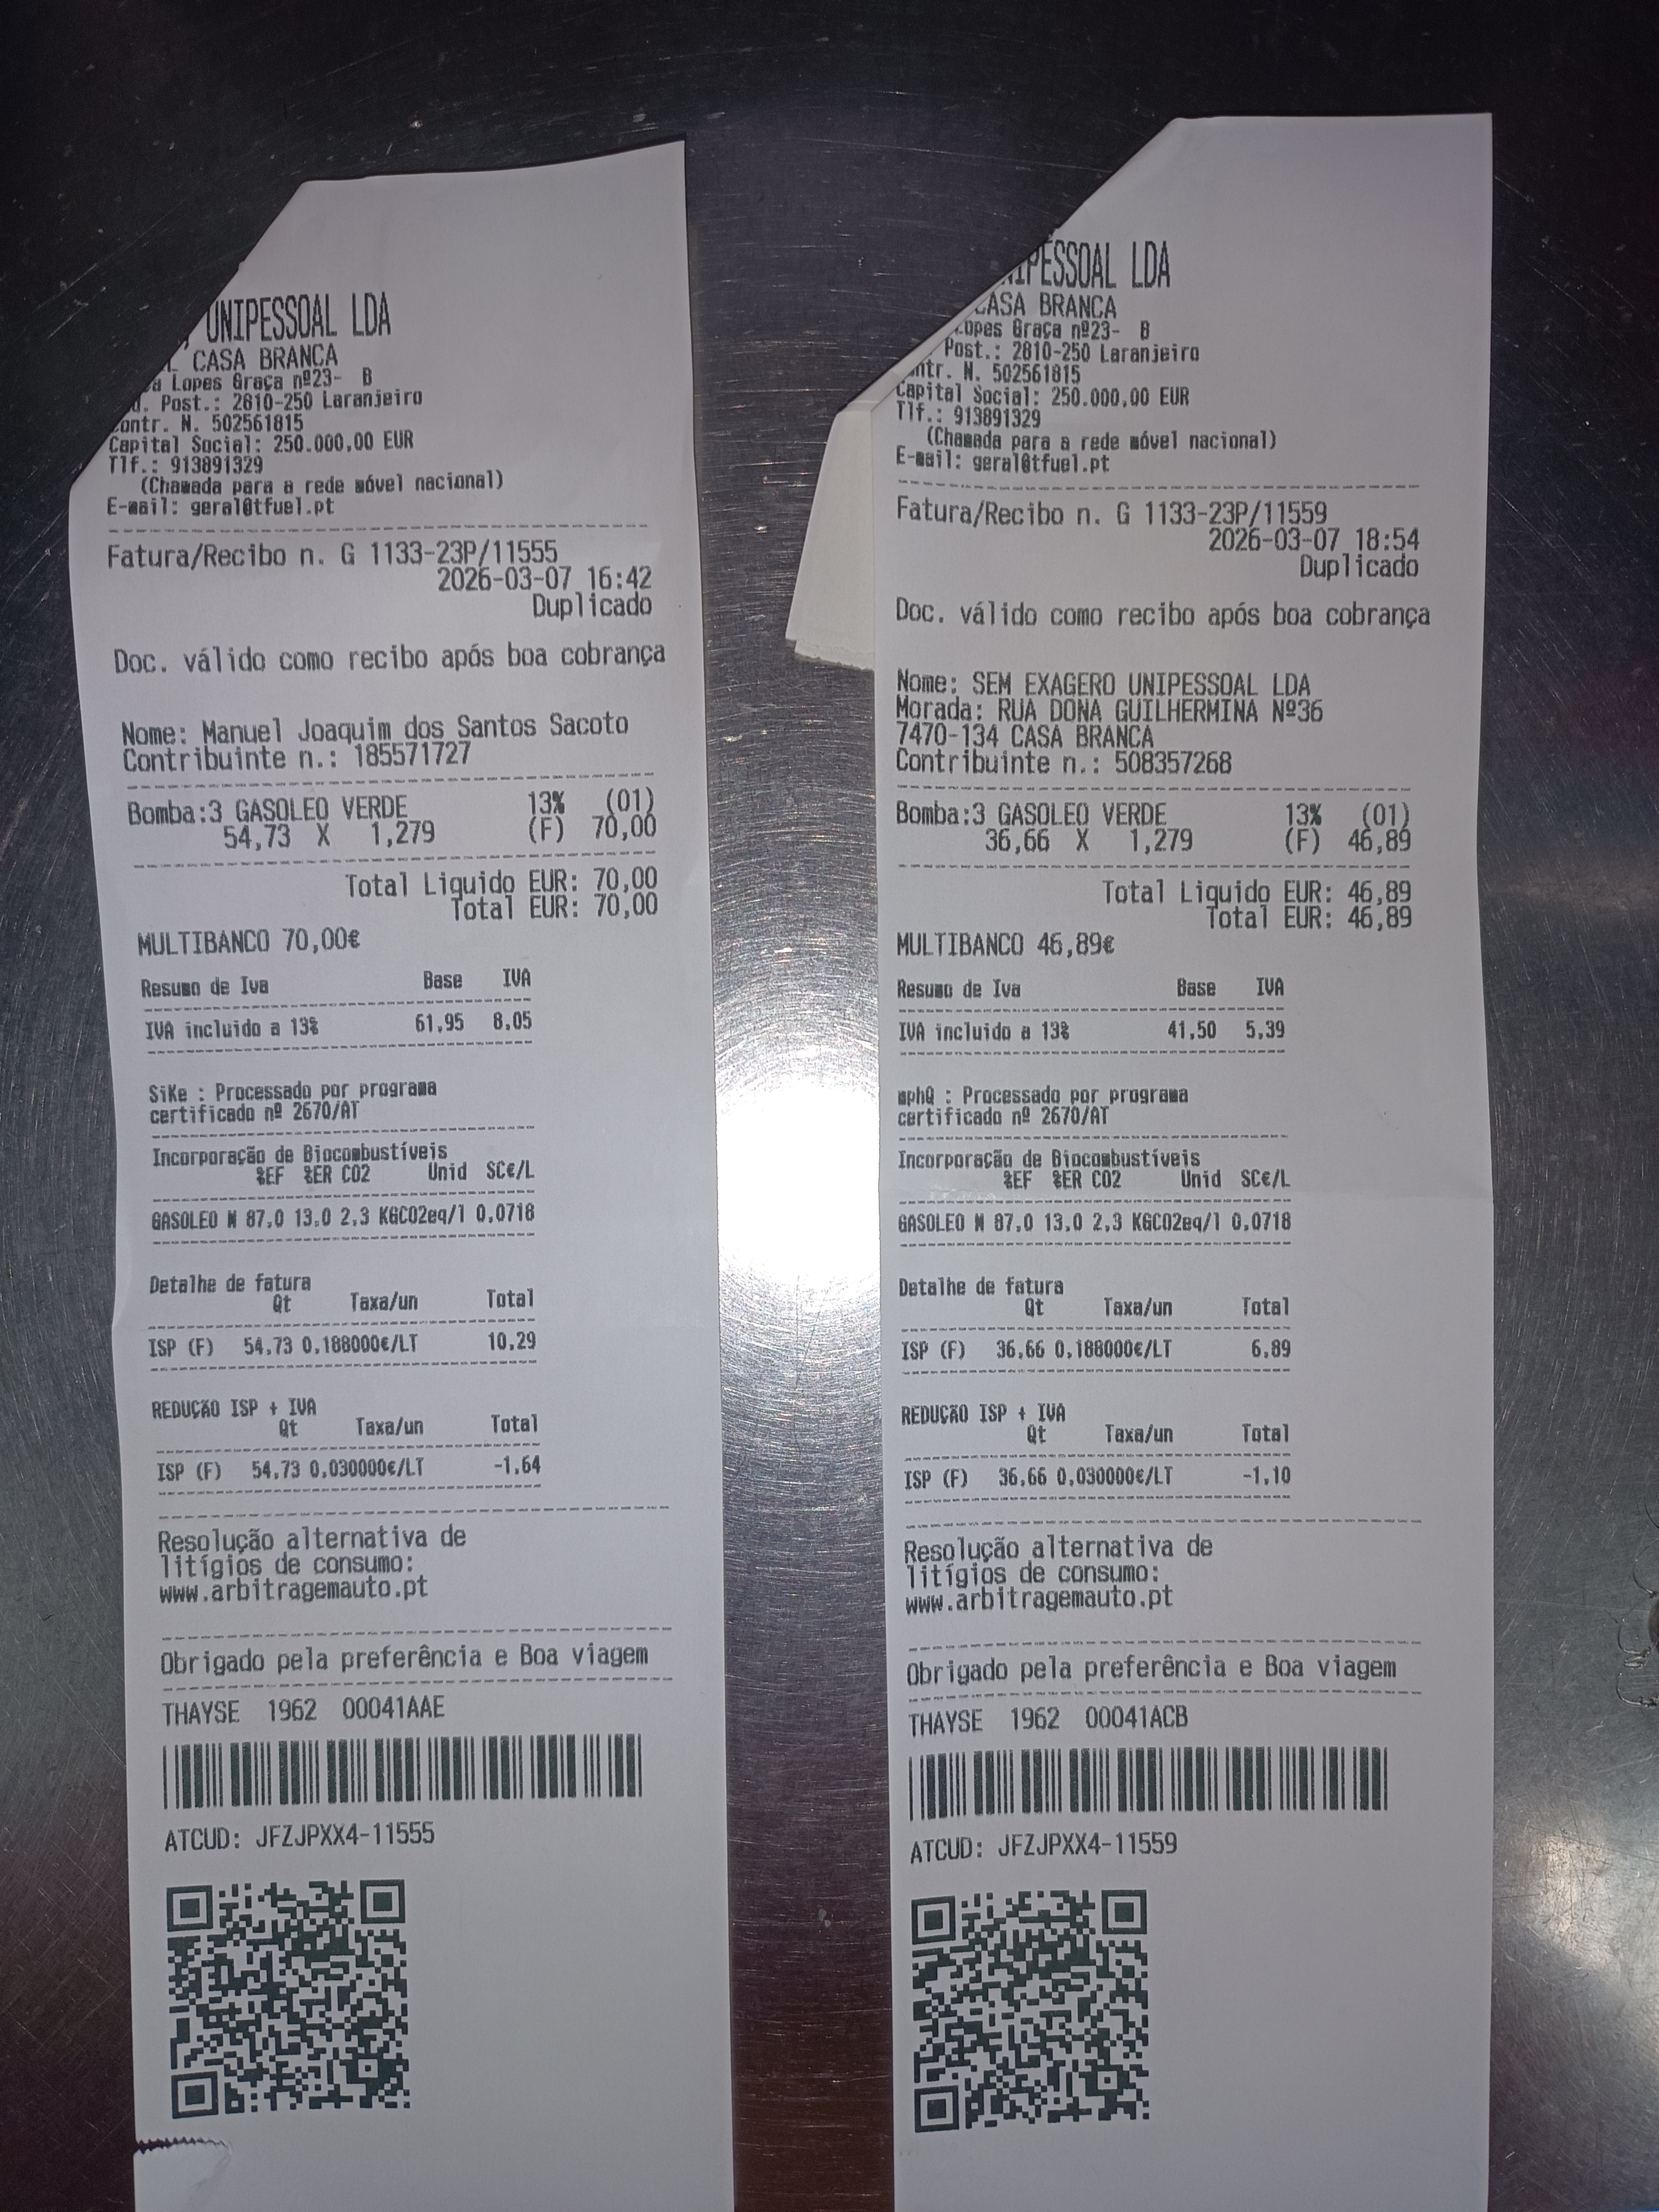 UNIPESSOAL LDA
CASA BRANCA
Lopes Graça nº23- B
Post.: 2810-250 Laranjeiro
contr. N. 502561815
Capital Social: 250.000,00 EUR
Tlf.: 913891329
(Chamada para a rede móvel nacional)
E-mail: geral@tfuel.pt
Fatura/Recibo n. G 1133-23P/11555
2026-03-07 16:42
Duplicado
Doc. válido como recibo após boa cobrança
Nome: Manuel Joaquim dos Santos Sacoto
Contribuinte n.: 185571727
Bomba:3 GASOLEO VERDE 13% (01)
54,73 X 1,279 (F) 70,00
Total Liquido EUR: 70,00
Total EUR: 70,00
MULTIBANCO 70,00€
Resumo de Iva Base IVA
IVA incluido a 13% 61,95 8,05
SiKe : Processado por programa
certificado nº 2670/AT
Incorporação de Biocombustíveis
%EF %ER CO2 Unid SC€/L
GASOLEO N 87,0 13,0 2,3 KGCO2eq/l 0,0718
Detalhe de fatura
Qt Taxa/un Total
ISP (F) 54,73 0,188000€/LT 10,29
REDUÇÃO ISP + IVA
Qt Taxa/un Total
ISP (F) 54,73 0,030000€/LT -1,64
Resolução alternativa de
litígios de consumo:
www.arbitragemauto.pt
Obrigado pela preferência e Boa viagem
THAYSE 1962 00041AAE
ATCUD: JFZJPXX4-11555
UNIPESSOAL LDA
CASA BRANCA
Lopes Graça nº23- B
Post.: 2810-250 Laranjeiro
ntr. N. 502561815
Capital Social: 250.000,00 EUR
Tlf.: 913891329
(Chamada para a rede móvel nacional)
E-mail: geral@tfuel.pt
Fatura/Recibo n. G 1133-23P/11559
2026-03-07 18:54
Duplicado
Doc. válido como recibo após boa cobrança
Nome: SEM EXAGERO UNIPESSOAL LDA
Morada: RUA DONA GUILHERMINA Nº36
7470-134 CASA BRANCA
Contribuinte n.: 508357268
Bomba:3 GASOLEO VERDE 13% (01)
36,66 X 1,279 (F) 46,89
Total Liquido EUR: 46,89
Total EUR: 46,89
MULTIBANCO 46,89€
Resumo de Iva Base IVA
IVA incluido a 13% 41,50 5,39
mphQ : Processado por programa
certificado nº 2670/AT
Incorporação de Biocombustíveis
%EF %ER CO2 Unid SC€/L
GASOLEO N 87,0 13,0 2,3 KGCO2eq/l 0,0718
Detalhe de fatura
Qt Taxa/un Total
ISP (F) 36,66 0,188000€/LT 6,89
REDUÇÃO ISP + IVA
Qt Taxa/un Total
ISP (F) 36,66 0,030000€/LT -1,10
Resolução alternativa de
litígios de consumo:
www.arbitragemauto.pt
Obrigado pela preferência e Boa viagem
THAYSE 1962 00041ACB
ATCUD: JFZJPXX4-11559